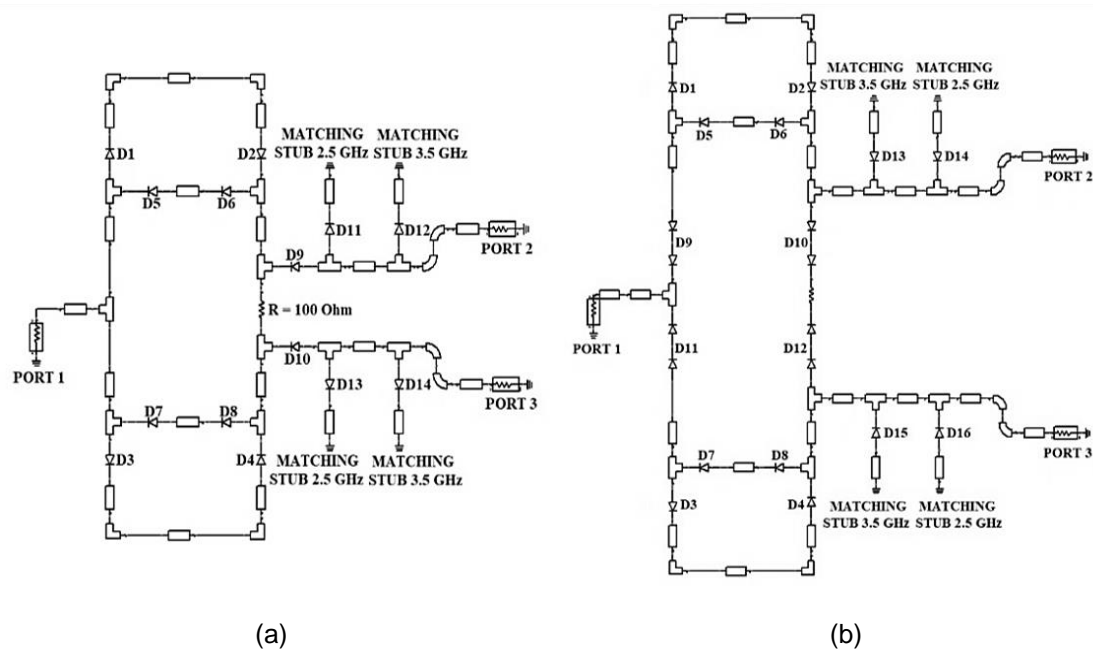 D1
D2
D5
D6
MATCHING
STUB 2.5 GHz
MATCHING
STUB 3.5 GHz
D11
D12
D9
PORT 2
R = 100 Ohm
PORT 1
D10
D13
D14
PORT 3
D7
D8
D3
D4
MATCHING
STUB 2.5 GHz
MATCHING
STUB 3.5 GHz
(a)
D1
D2
D5
D6
MATCHING
STUB 3.5 GHz
MATCHING
STUB 2.5 GHz
D13
D14
PORT 2
D9
D10
PORT 1
D11
D12
D15
D16
PORT 3
D7
D8
D3
D4
MATCHING
STUB 3.5 GHz
MATCHING
STUB 2.5 GHz
(b)